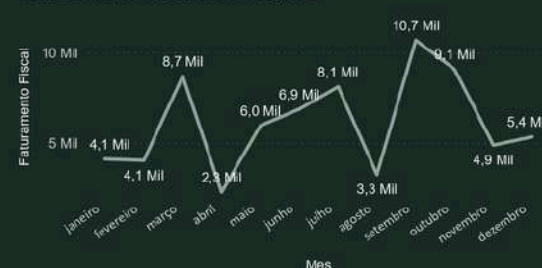 Faturamento Fiscal
10 Mil
5 Mil
4,1 Mil
4,1 Mil
8,7 Mil
2,3 Mil
6,0 Mil
6,9 Mil
8,1 Mil
3,3 Mil
10,7 Mil
9,1 Mil
4,9 Mil
5,4 M
janeiro
fevereiro
março
abril
maio
junho
julho
agosto
setembro
outubro
novembro
dezembro
Mes